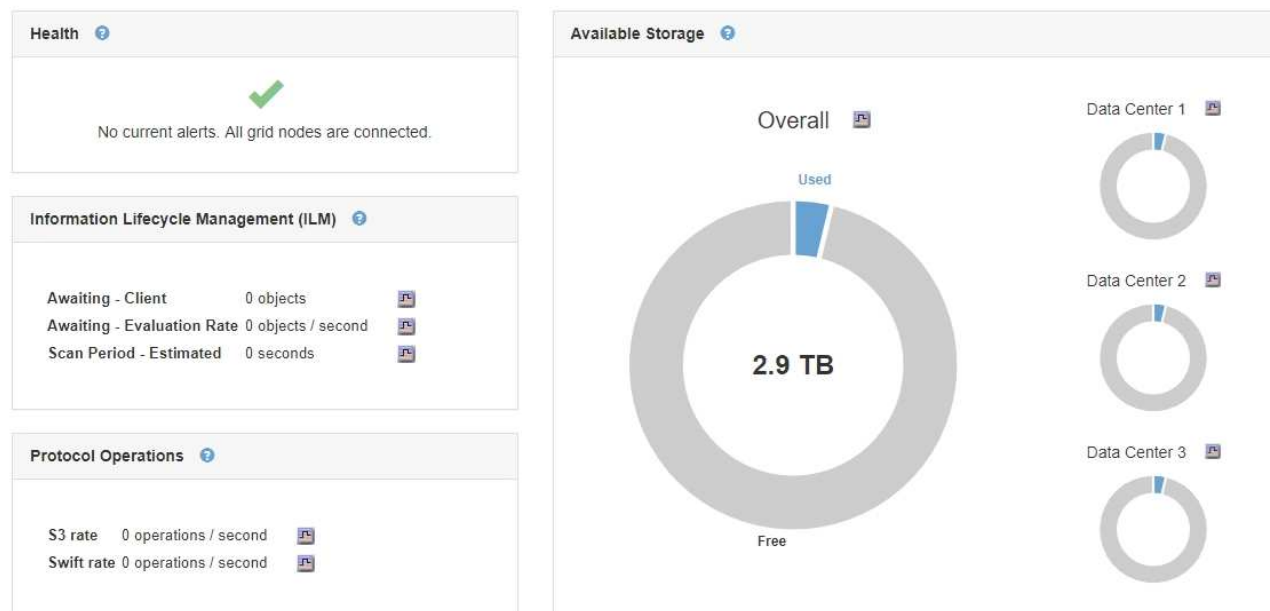 Health
No current alerts. All grid nodes are connected.
Information Lifecycle Management (ILM)
Awaiting - Client 0 objects
Awaiting - Evaluation Rate 0 objects / second
Scan Period - Estimated 0 seconds
Protocol Operations
S3 rate 0 operations / second
Swift rate 0 operations / second
Available Storage
Overall
Used
2.9 TB
Free
Data Center 1
Data Center 2
Data Center 3